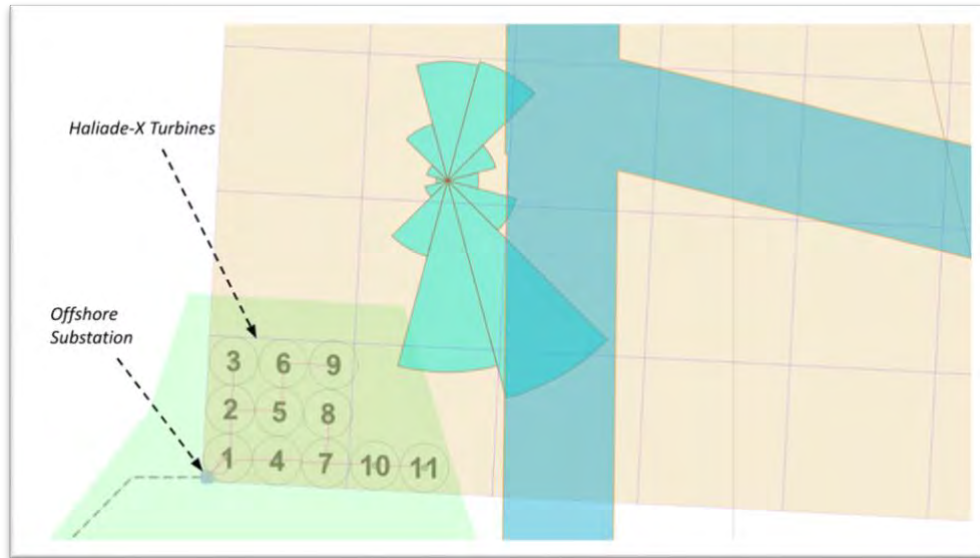 Haliade-X Turbines
Offshore
Substation
3 6 9
2 5 8
1 4 7 10 11